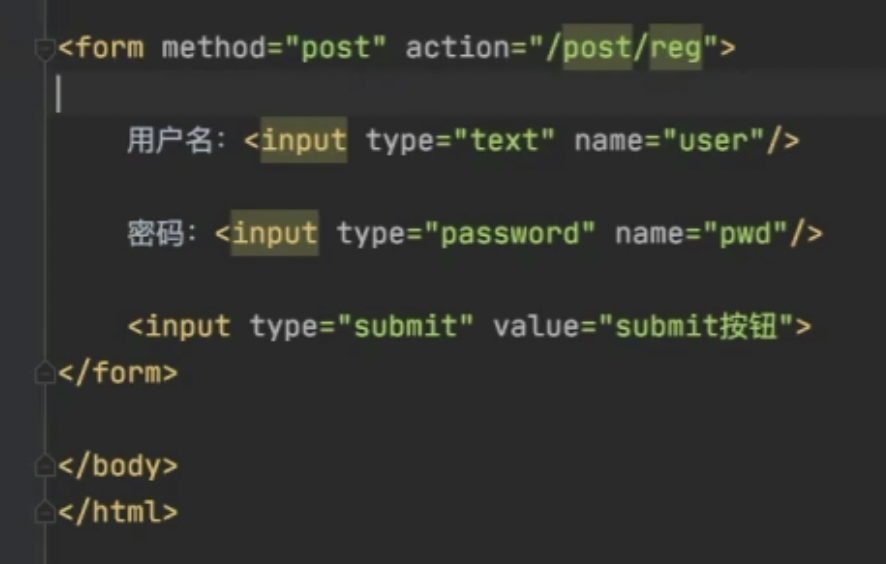 <form method="post" action="/post/reg">
用户名：<input type="text" name="user"/>
密码：<input type="password" name="pwd"/>
<input type="submit" value="submit按钮">
</form>
</body>
</html>